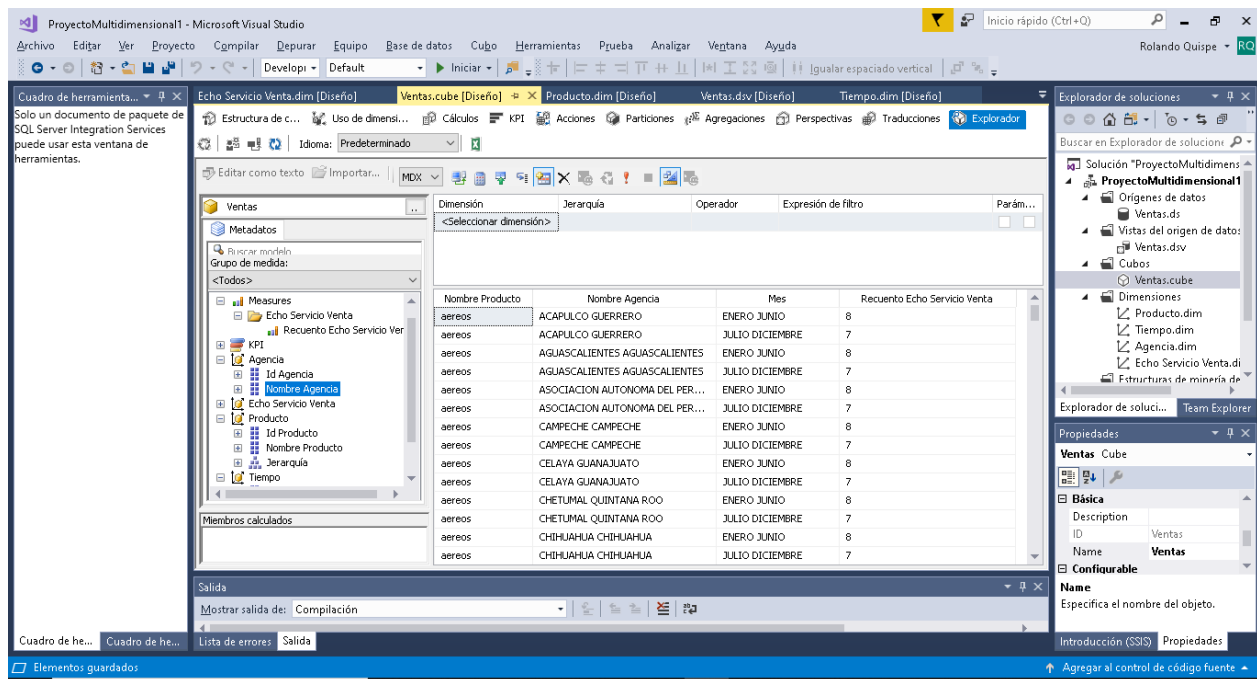 ProyectoMultidimensional1 - Microsoft Visual Studio
Inicio rápido (Ctrl+Q)
Archivo Editar Ver Proyecto Compilar Depurar Equipo Base de datos Cubo Herramientas Prueba Analizar Ventana Ayuda
Rolando Quispe RQ
Developi Default Iniciar Igualar espaciado vertical
Cuadro de herramienta...
Solo un documento de paquete de
SQL Server Integration Services
puede usar esta ventana de
herramientas.
Cuadro de he... Cuadro de he...
Echo Servicio Venta.dim [Diseño] Ventas.cube [Diseño] Producto.dim [Diseño] Ventas.dsv [Diseño] Tiempo.dim [Diseño]
Estructura de c... Uso de dimensi... Cálculos KPI Acciones Particiones Agregaciones Perspectivas Traducciones Explorador
Idioma: Predeterminado
Editar como texto Importar... MDX
Ventas ..
Metadatos
Buscar modelo
Grupo de medida:
<Todos>
Measures
Echo Servicio Venta
Recuento Echo Servicio Ver
KPI
Agencia
Id Agencia
Nombre Agencia
Echo Servicio Venta
Producto
Id Producto
Nombre Producto
Jerarquía
Tiempo
Miembros calculados
Dimensión Jerarquía Operador Expresión de filtro Parám...
<Seleccionar dimensión>
Nombre Producto Nombre Agencia Mes Recuento Echo Servicio Venta
aereos ACAPULCO GUERRERO ENERO JUNIO 8
aereos ACAPULCO GUERRERO JULIO DICIEMBRE 7
aereos AGUASCALIENTES AGUASCALIENTES ENERO JUNIO 8
aereos AGUASCALIENTES AGUASCALIENTES JULIO DICIEMBRE 7
aereos ASOCIACION AUTONOMA DEL PER... ENERO JUNIO 8
aereos ASOCIACION AUTONOMA DEL PER... JULIO DICIEMBRE 7
aereos CAMPECHE CAMPECHE ENERO JUNIO 8
aereos CAMPECHE CAMPECHE JULIO DICIEMBRE 7
aereos CELAYA GUANAJUATO ENERO JUNIO 8
aereos CELAYA GUANAJUATO JULIO DICIEMBRE 7
aereos CHETUMAL QUINTANA ROO ENERO JUNIO 8
aereos CHETUMAL QUINTANA ROO JULIO DICIEMBRE 7
aereos CHIHUAHUA CHIHUAHUA ENERO JUNIO 8
aereos CHIHUAHUA CHIHUAHUA JULIO DICIEMBRE 7
Salida
Mostrar salida de: Compilación
Lista de errores Salida
Explorador de soluciones
Buscar en Explorador de solucione
Solución "ProyectoMultidimens
ProyectoMultidimensional1
Orígenes de datos
Ventas.ds
Vistas del origen de datos
Ventas.dsv
Cubos
Ventas.cube
Dimensiones
Producto.dim
Tiempo.dim
Agencia.dim
Echo Servicio Venta.di
Estructuras de minería de
Explorador de soluci... Team Explorer
Propiedades
Ventas Cube
Básica
Description
ID Ventas
Name Ventas
Configurable
Name
Especifica el nombre del objeto.
Introducción (SSIS) Propiedades
Elementos guardados
Agregar al control de código fuente